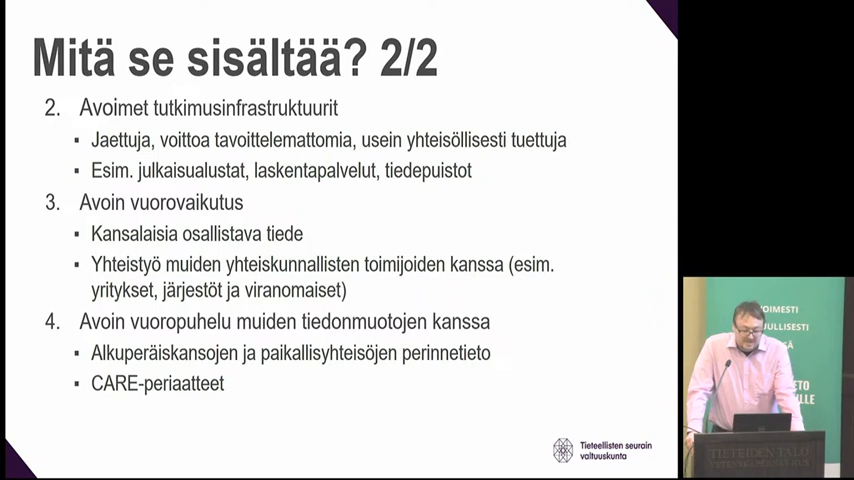 Mitä se sisältää? 2/2
2. Avoimet tutkimusinfrastruktuurit
▪ Jaettuja, voittoa tavoittelemattomia, usein yhteisöllisesti tuettuja
▪ Esim. julkaisualustat, laskentapalvelut, tiedepuistot
3. Avoin vuorovaikutus
▪ Kansalaisia osallistava tiede
▪ Yhteistyö muiden yhteiskunnallisten toimijoiden kanssa (esim.
yritykset, järjestöt ja viranomaiset)
4. Avoin vuoropuhelu muiden tiedonmuotojen kanssa
▪ Alkuperäiskansojen ja paikallisyhteisöjen perinnetieto
▪ CARE-periaatteet
Tieteellisten seurain
valtuuskunta
TIETEIDEN TALO